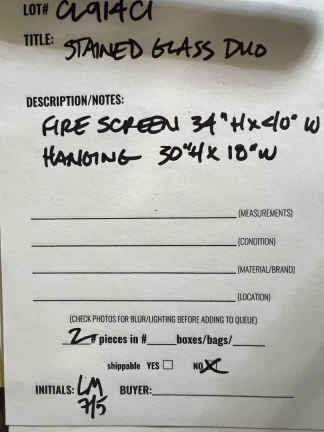 LOT# CL914C1
TITLE: STAINED GLASS DUO
DESCRIPTION/NOTES:
FIRE SCREEN 34"H x 40" W
HANGING 30"H X 18"W
(MEASUREMENTS)
(CONDITION)
(MATERIAL/BRAND)
(LOCATION)
(CHECK PHOTOS FOR BLUR/LIGHTING BEFORE ADDING TO QUEUE)
2 # pieces in #_____boxes/bags/______
shippable YES ☐ NO ☒
INITIALS: LM BUYER:
7/5